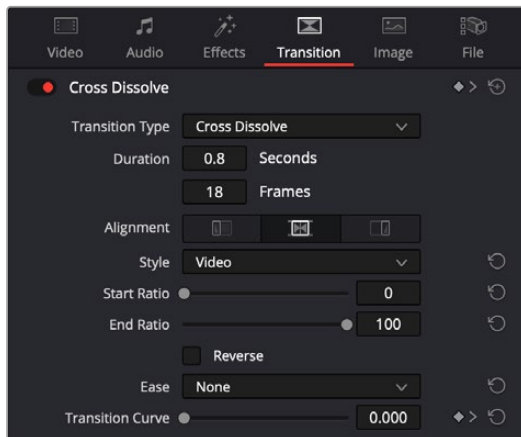 Video Audio Effects Transition Image File
Cross Dissolve
Transition Type Cross Dissolve
Duration 0.8 Seconds
18 Frames
Alignment
Style Video
Start Ratio 0
End Ratio 100
Reverse
Ease None
Transition Curve 0.000